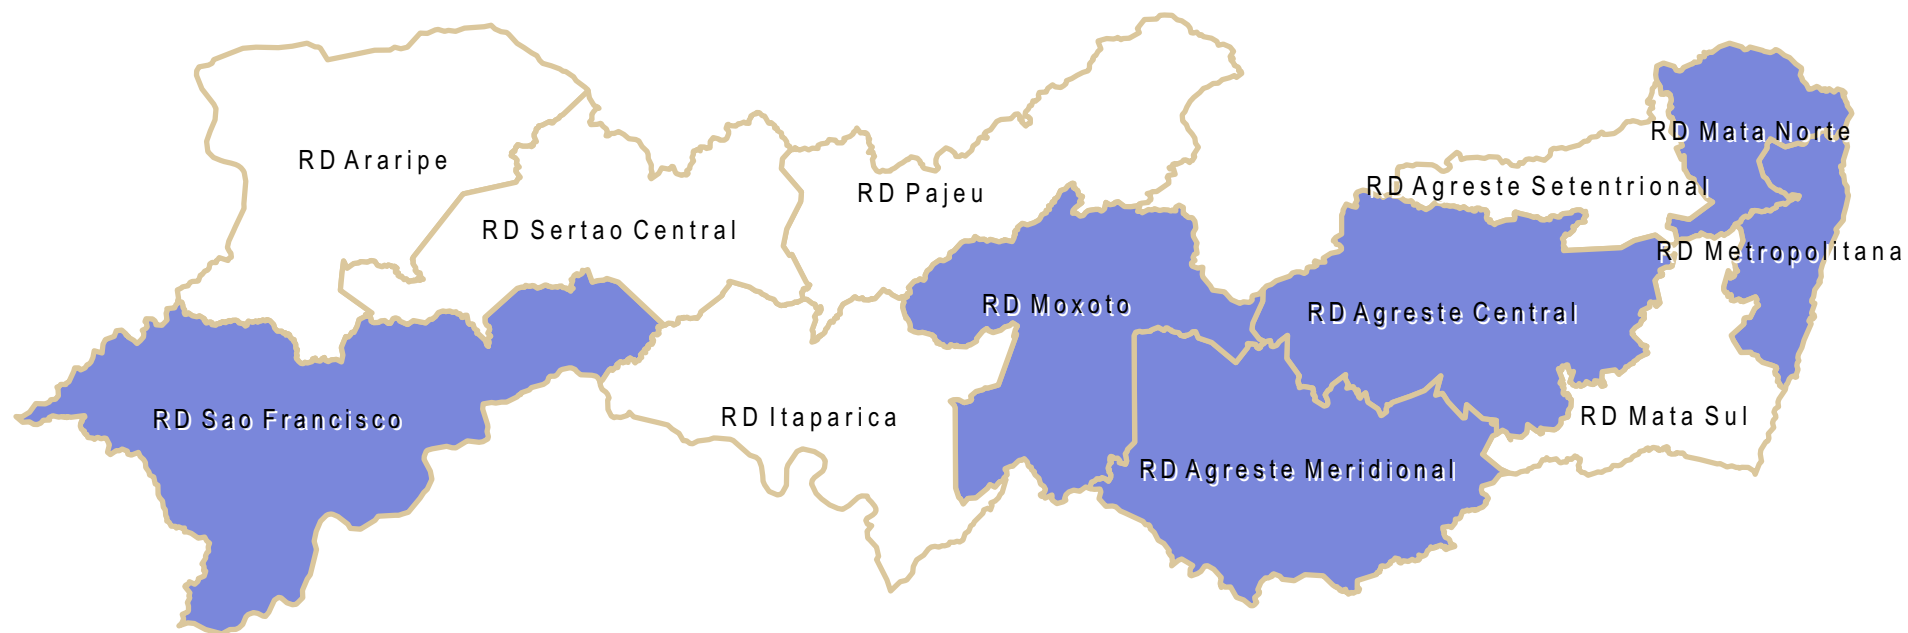 RD Mata Norte
RD Araripe
RD Agreste Setentrional
RD Pajeu
RD Sertao Central
RD Metropolitana
RD Moxoto
RD Agreste Central
RD Sao Francisco
RD Itaparica
RD Mata Sul
RD Agreste Meridional